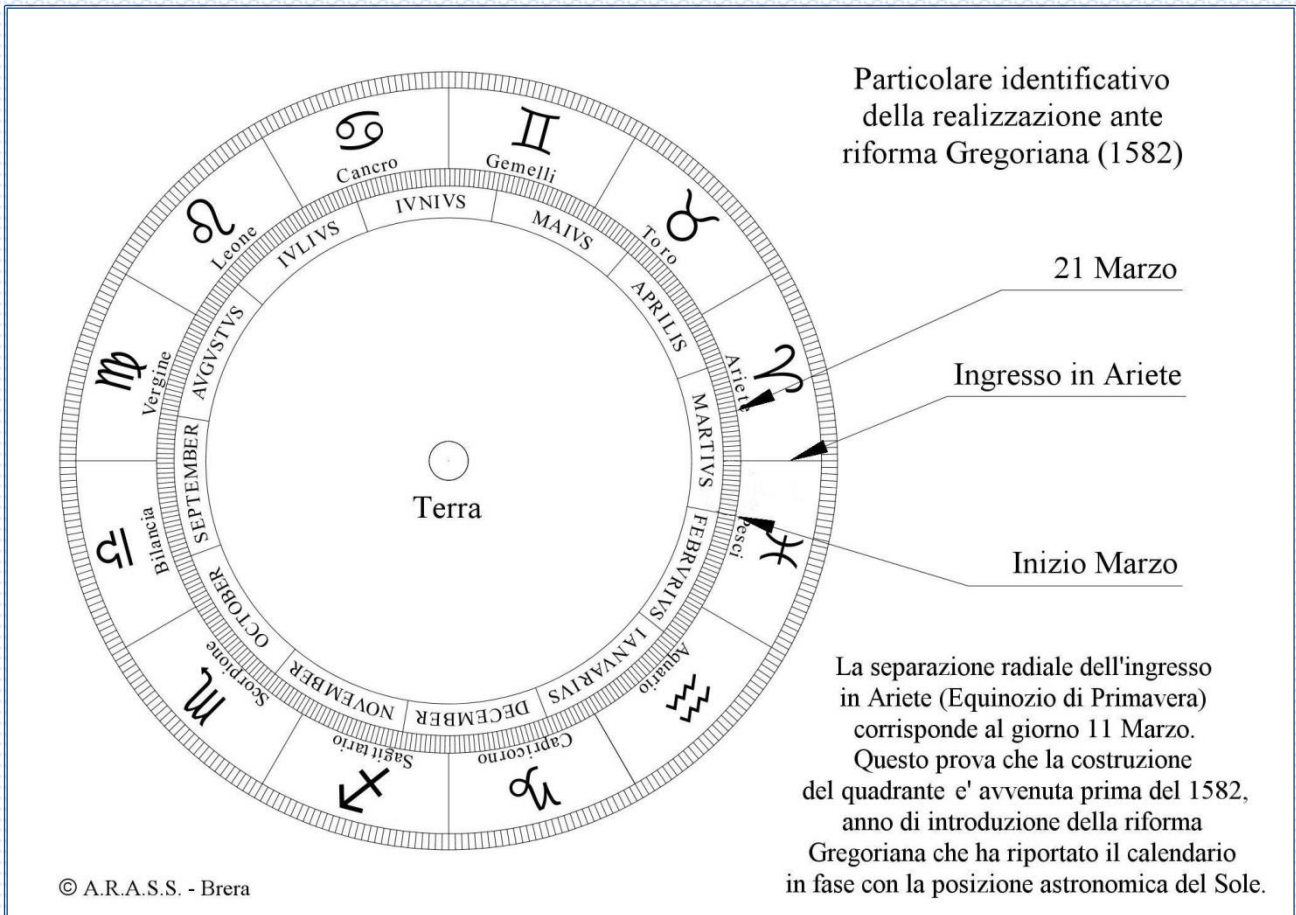 Particolare identificativo
della realizzazione ante
riforma Gregoriana (1582)
Cancro
Gemelli
Toro
Ariete
Pesci
Aquario
Capricorno
Sagittario
Scorpione
Bilancia
Vergine
Leone
IVNIVS
MAIVS
APRILIS
MARTIVS
FEBRVRIVS
IANVARIVS
DECEMBER
NOVEMBER
OCTOBER
SEPTEMBER
AVGVSTVS
IVLIVS
Terra
21 Marzo
Ingresso in Ariete
Inizio Marzo
La separazione radiale dell'ingresso
in Ariete (Equinozio di Primavera)
corrisponde al giorno 11 Marzo.
Questo prova che la costruzione
del quadrante e' avvenuta prima del 1582,
anno di introduzione della riforma
Gregoriana che ha riportato il calendario
in fase con la posizione astronomica del Sole.
© A.R.A.S.S. - Brera